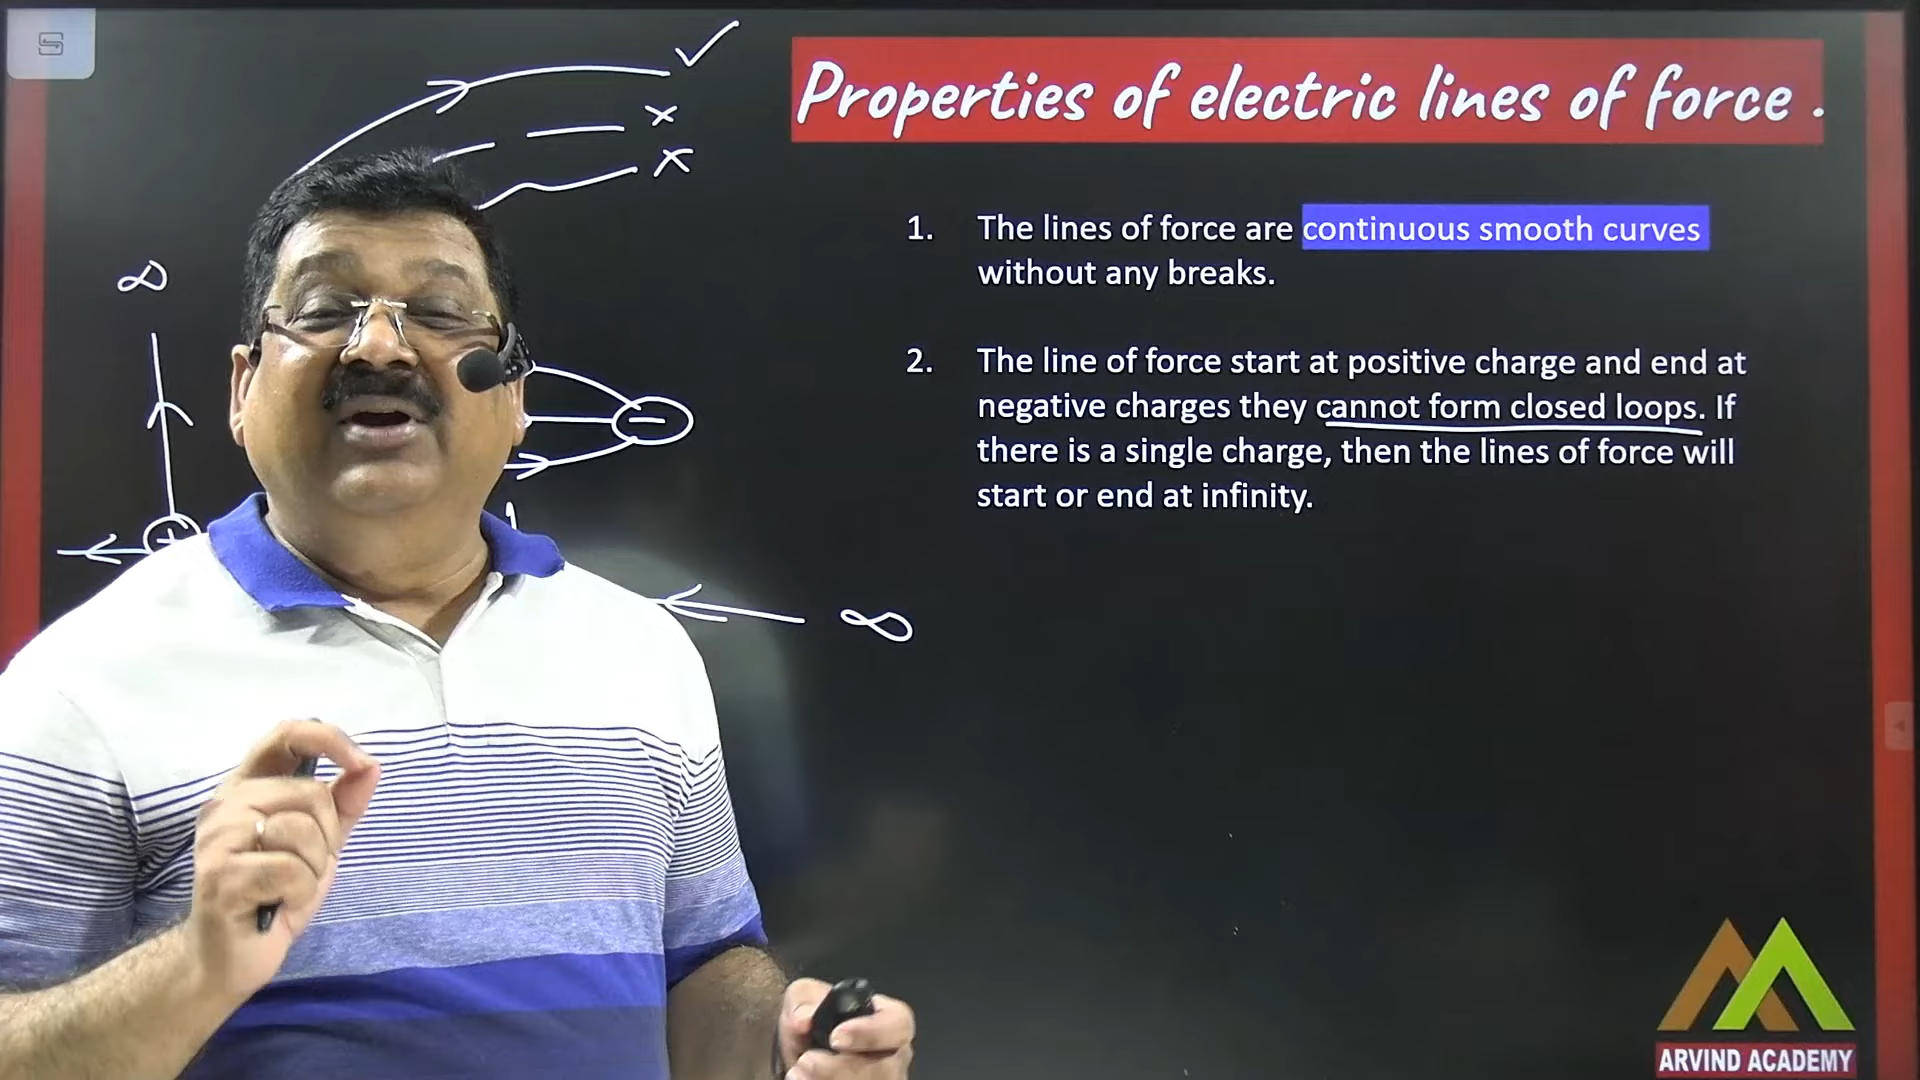 Properties of electric lines of force .
1. The lines of force are continuous smooth curves
without any breaks.
2. The line of force start at positive charge and end at
negative charges they cannot form closed loops. If
there is a single charge, then the lines of force will
start or end at infinity.
∞
+
−
∞
ARVIND ACADEMY